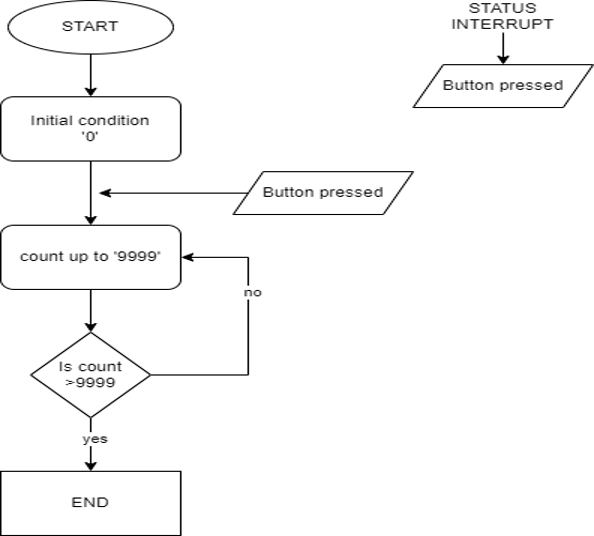 START
STATUS
INTERRUPT
Button pressed
Initial condition
'0'
Button pressed
count up to '9999'
no
Is count
>9999
yes
END